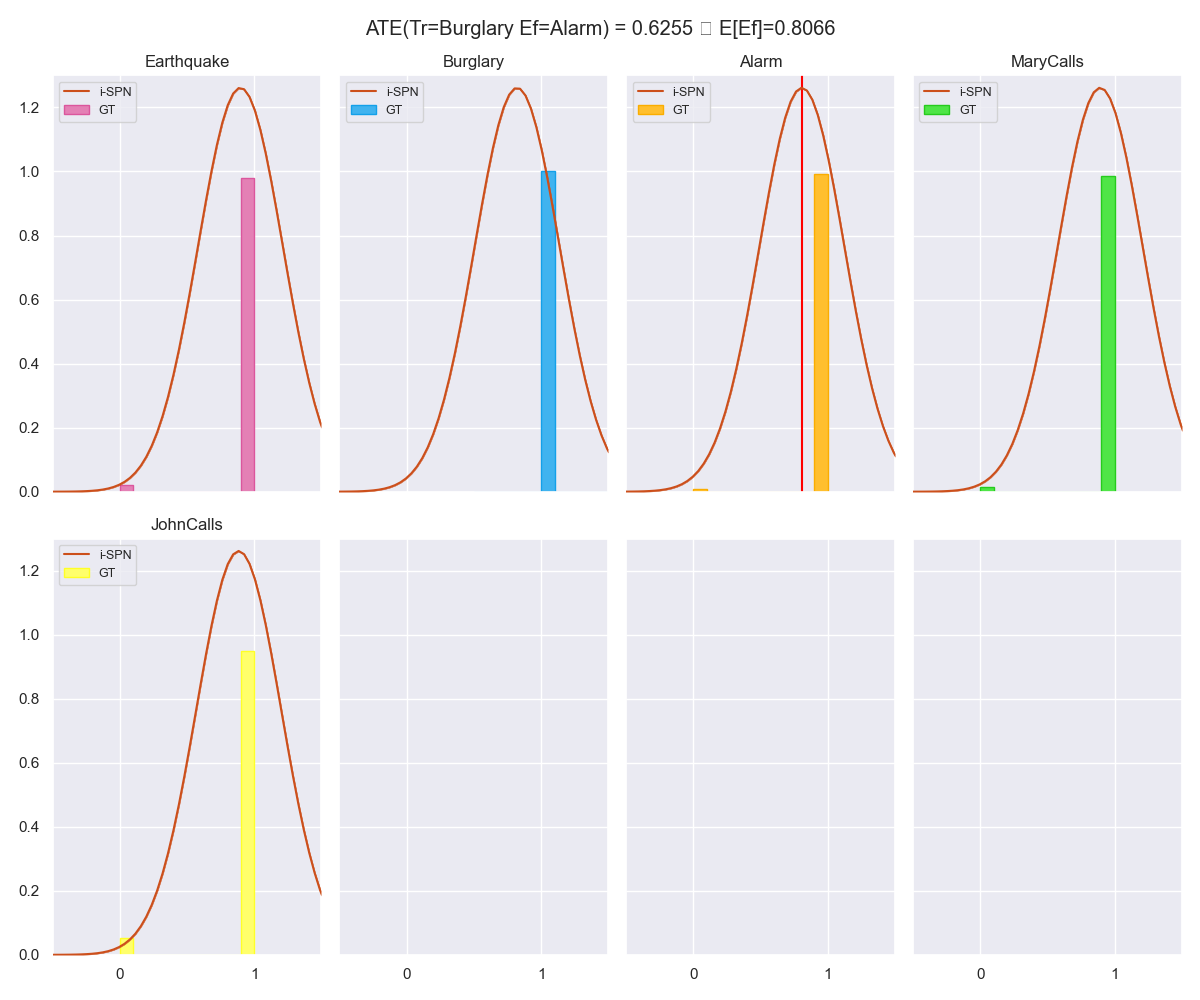 ATE(Tr=Burglary Ef=Alarm) = 0.6255 ▯ E[Ef]=0.8066
Earthquake
Burglary
Alarm
MaryCalls
i-SPN
GT
i-SPN
GT
i-SPN
GT
i-SPN
GT
1.2
1.0
0.8
0.6
0.4
0.2
0.0
JohnCalls
i-SPN
GT
1.2
1.0
0.8
0.6
0.4
0.2
0.0
0 1
0 1
0 1
0 1